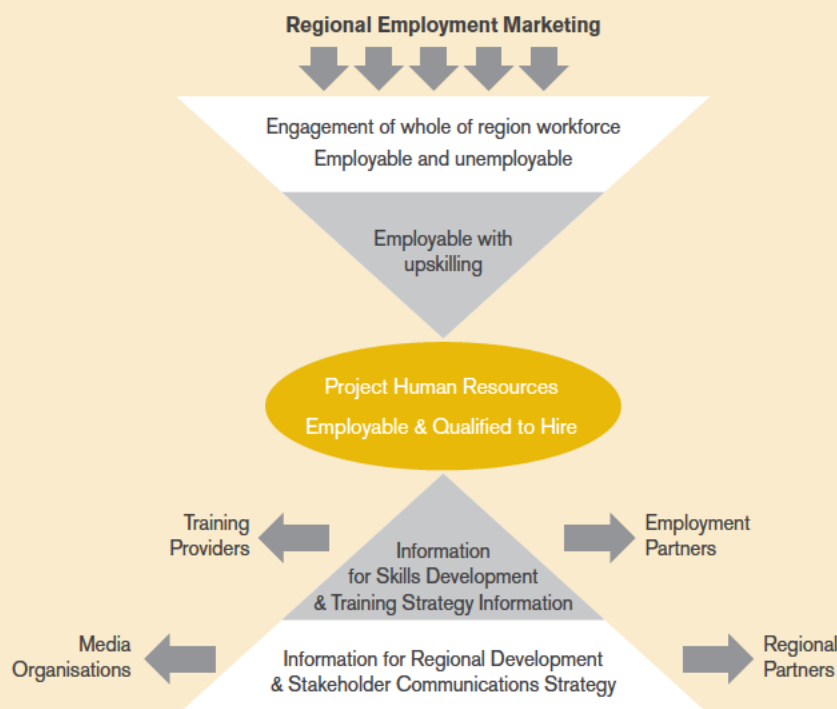 Regional Employment Marketing
Engagement of whole of region workforce
Employable and unemployable
Employable with
upskilling
Project Human Resources
Employable & Qualified to Hire
Training
Providers
Employment
Partners
Information
for Skills Development
& Training Strategy Information
Media
Organisations
Information for Regional Development
& Stakeholder Communications Strategy
Regional
Partners